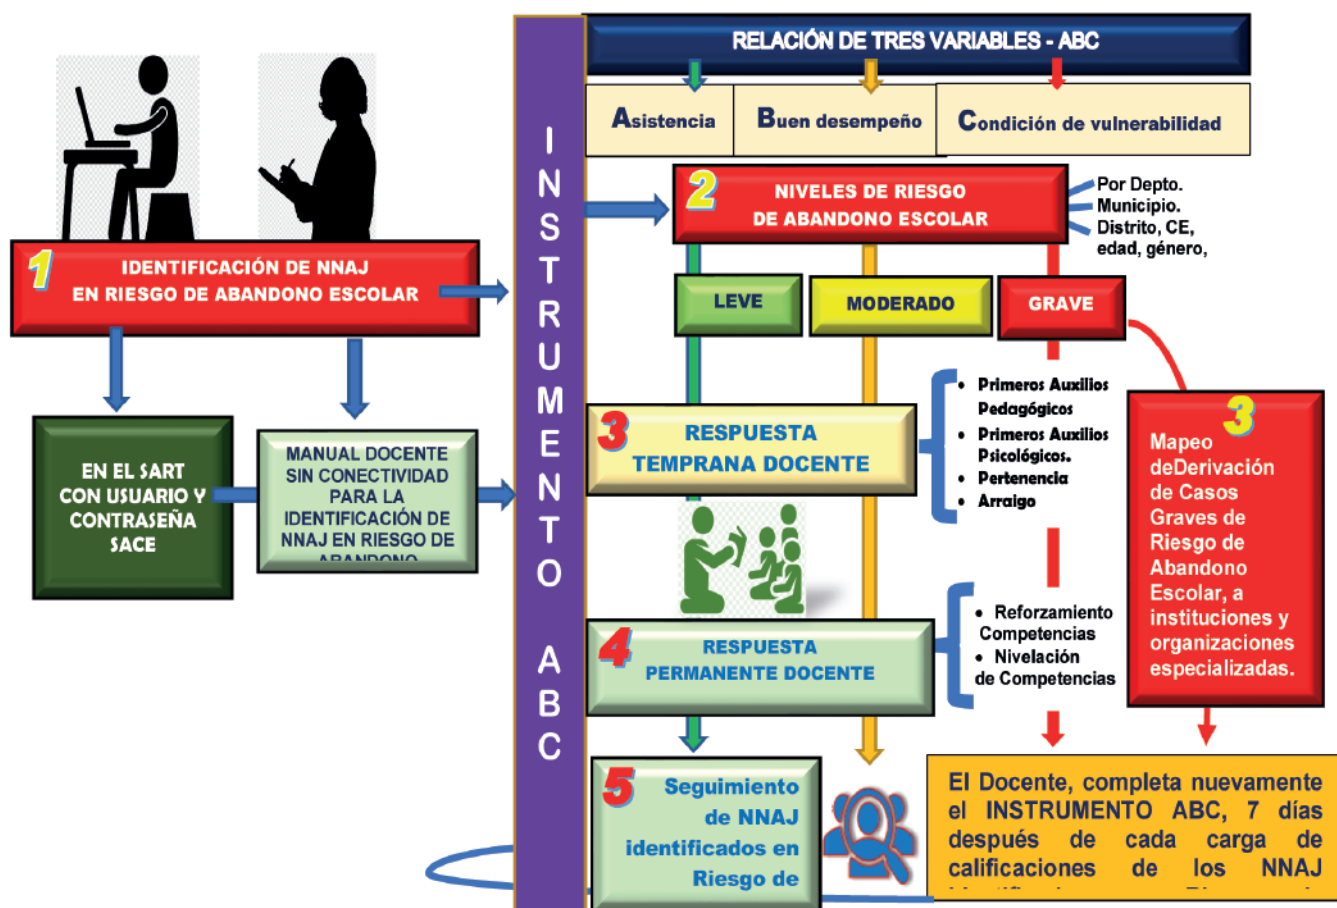 RELACIÓN DE TRES VARIABLES - ABC
Asistencia
Buen desempeño
Condición de vulnerabilidad
INSTRUMENTO ABC
1
IDENTIFICACIÓN DE NNAJ
EN RIESGO DE ABANDONO ESCOLAR
EN EL SART
CON USUARIO Y
CONTRASEÑA
SACE
MANUAL DOCENTE
SIN CONECTIVIDAD
PARA LA
IDENTIFICACIÓN DE
NNAJ EN RIESGO DE
ABANDONO
2
NIVELES DE RIESGO
DE ABANDONO ESCOLAR
Por Depto.
Municipio.
Distrito, CE,
edad, género,
LEVE
MODERADO
GRAVE
3
RESPUESTA
TEMPRANA DOCENTE
• Primeros Auxilios
Pedagógicos
• Primeros Auxilios
Psicológicos.
• Pertenencia
• Arraigo
3
Mapeo
deDerivación
de Casos
Graves de
Riesgo de
Abandono
Escolar, a
instituciones y
organizaciones
especializadas.
4
RESPUESTA
PERMANENTE DOCENTE
• Reforzamiento
Competencias
• Nivelación
de Competencias
5
Seguimiento
de NNAJ
identificados en
Riesgo de
El Docente, completa nuevamente
el INSTRUMENTO ABC, 7 días
después de cada carga de
calificaciones de los NNAJ